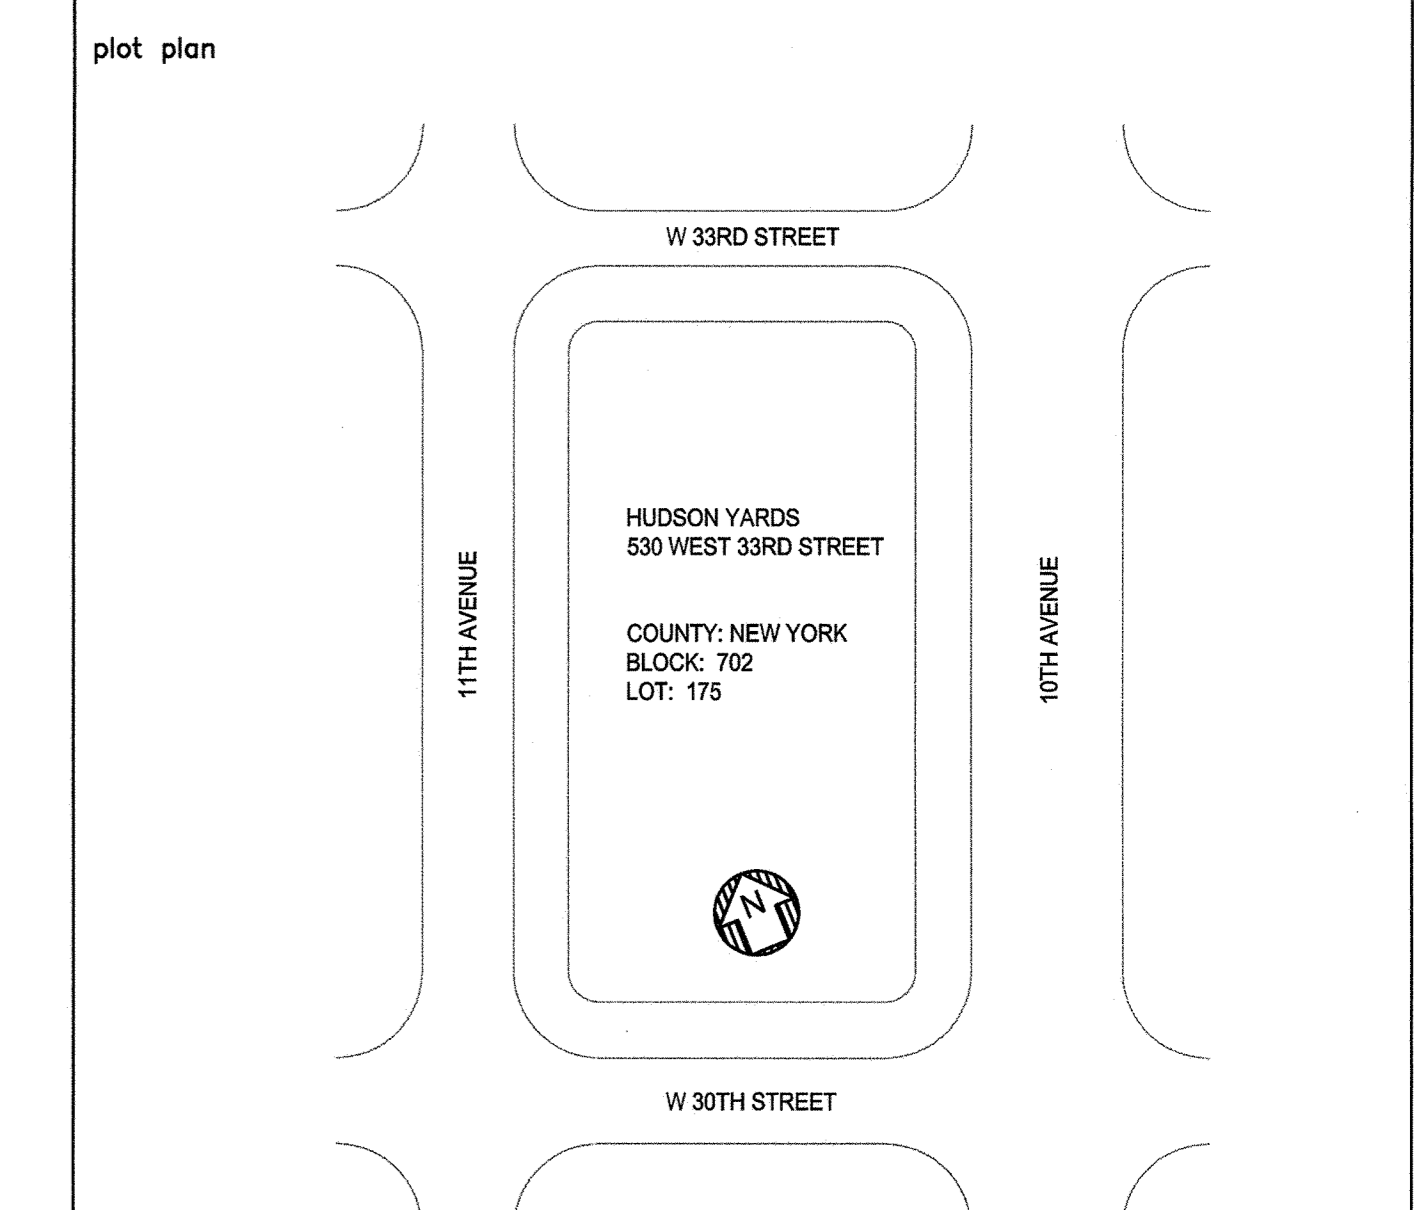 plot plan
W 33RD STREET
HUDSON YARDS
530 WEST 33RD STREET
11TH AVENUE
10TH AVENUE
COUNTY: NEW YORK
BLOCK: 702
LOT: 175
N
W 30TH STREET